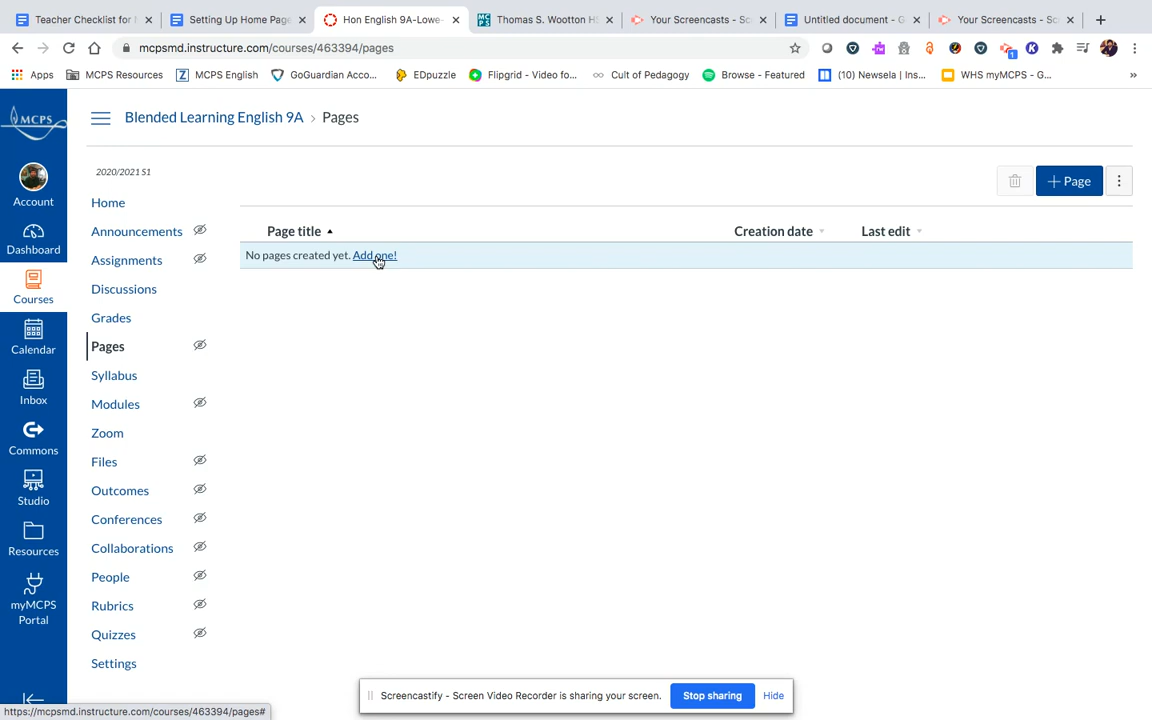 Teacher Checklist for
Setting Up Home Page
Hon English 9A-Lowe
Thomas S. Wootton H
Your Screencasts - Sc
Untitled document - G
Your Screencasts - Sc
mcpsmd.instructure.com/courses/463394/pages
Apps
MCPS Resources
MCPS English
GoGuardian Acco...
EDpuzzle
Flipgrid - Video fo...
Cult of Pedagogy
Browse - Featured
(10) Newsela | Ins...
WHS myMCPS - G...
»
MCPS
Blended Learning English 9A › Pages
2020/2021 S1
+ Page
Account
Dashboard
Courses
Calendar
Inbox
Commons
Studio
Resources
myMCPS
Portal
Home
Announcements
Assignments
Discussions
Grades
Pages
Syllabus
Modules
Zoom
Files
Outcomes
Conferences
Collaborations
People
Rubrics
Quizzes
Settings
Page title
Creation date
Last edit
No pages created yet. Add one!
Screencastify - Screen Video Recorder is sharing your screen.
Stop sharing
Hide
https://mcpsmd.instructure.com/courses/463394/pages#